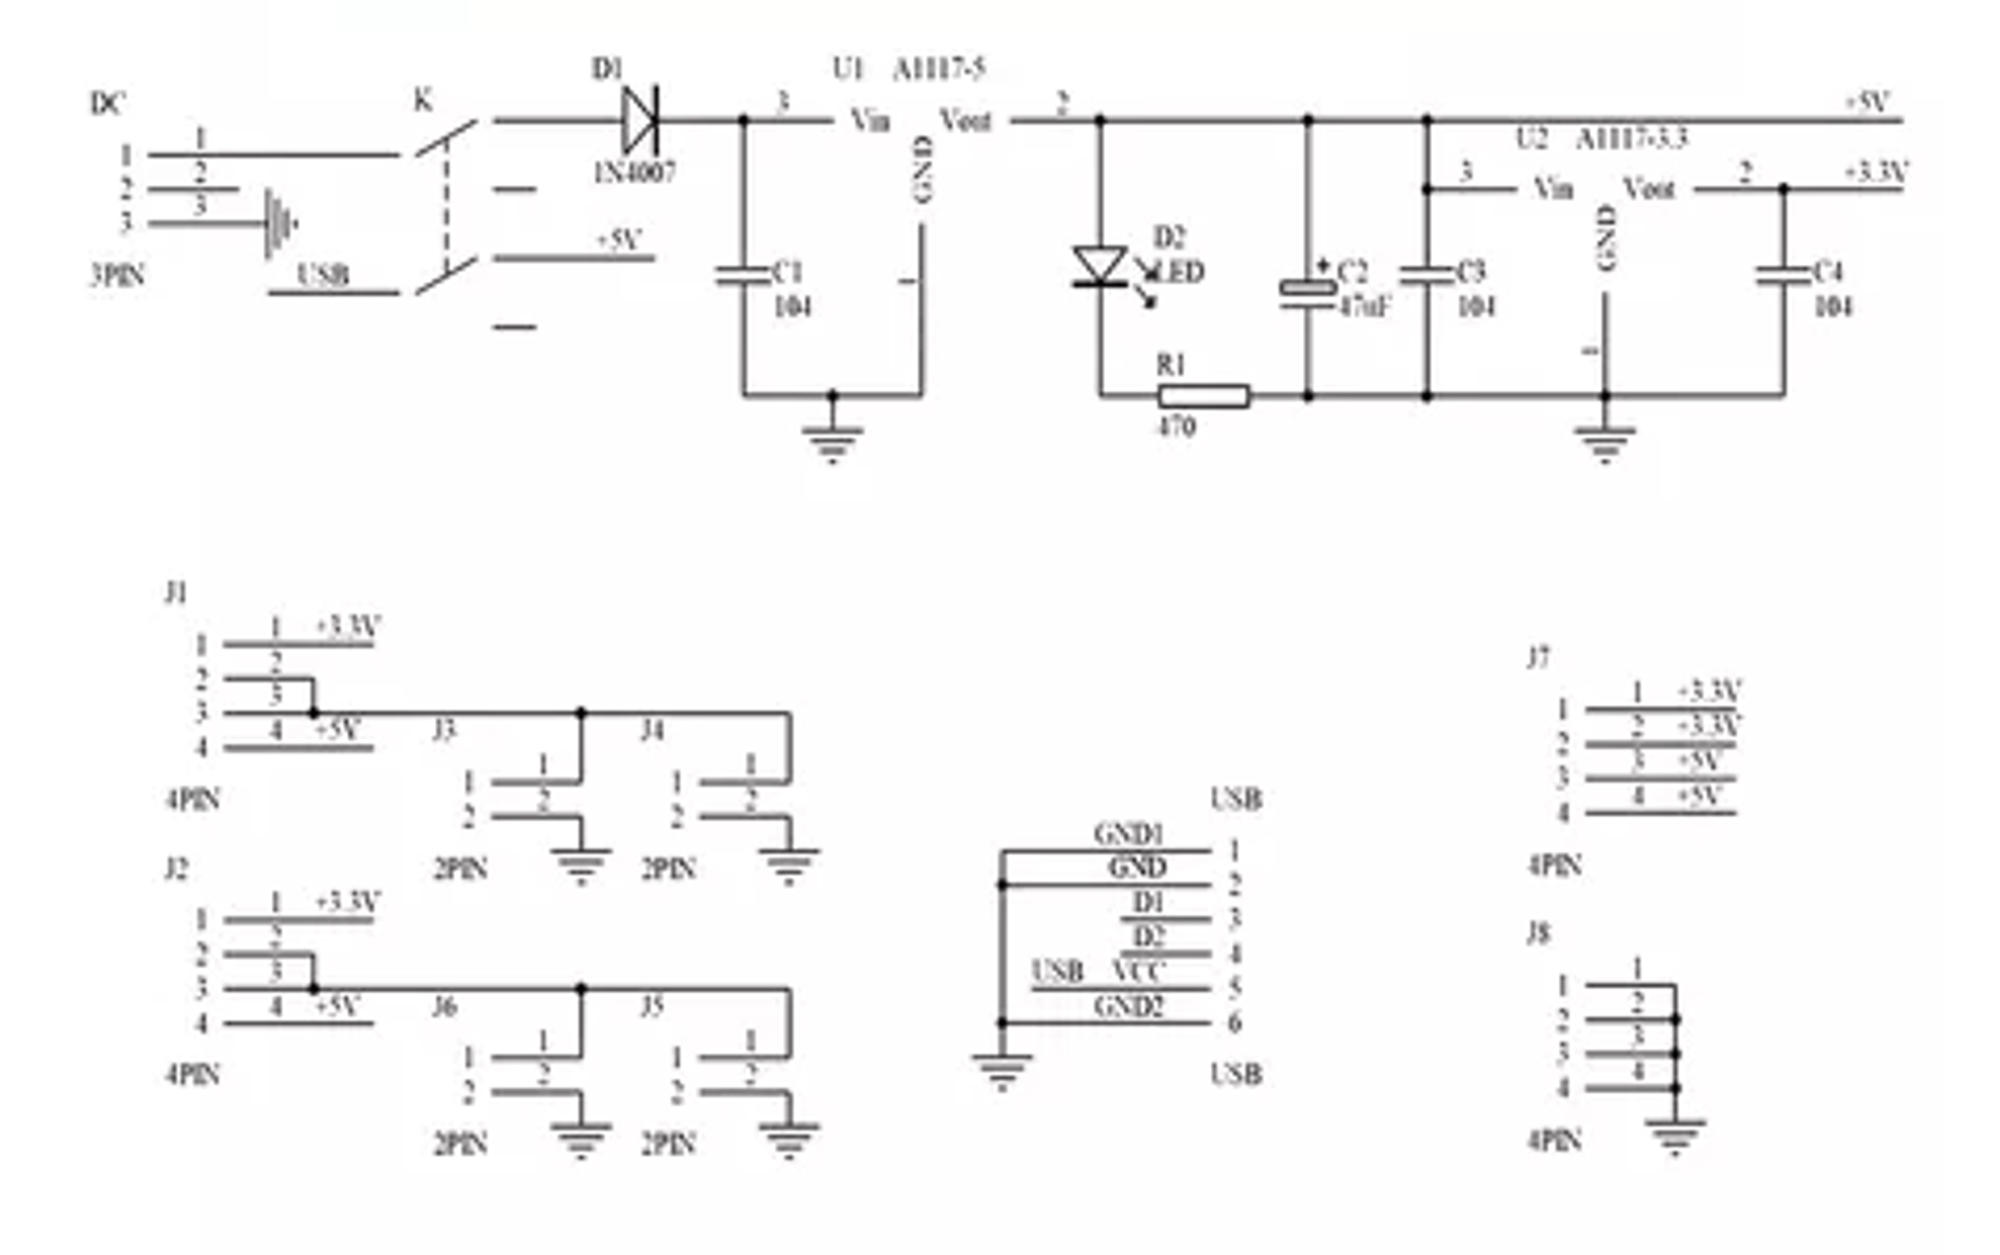 DC
1 1
2 2
3 3
3PIN
K
USB
+5V
D1
1N4007
C1
104
U1 A1117-5
3 Vin Vout 2
GND
1
D2
LED
R1
470
C2
47uF
C3
104
+5V
U2 A1117-3.3
3 Vin Vout 2 +3.3V
GND
1
C4
104
J1
1 1 +3.3V
2 2
3 3
4 4 +5V
4PIN
J3
1 1
2 2
2PIN
J4
1 1
2 2
2PIN
J2
1 1 +3.3V
2 2
3 3
4 4 +5V
4PIN
J6
1 1
2 2
2PIN
J5
1 1
2 2
2PIN
USB
GND1 1
GND 2
D1 3
D2 4
USB VCC 5
GND2 6
USB
J7
1 1 +3.3V
2 2 +3.3V
3 3 +5V
4 4 +5V
4PIN
J8
1 1
2 2
3 3
4 4
4PIN